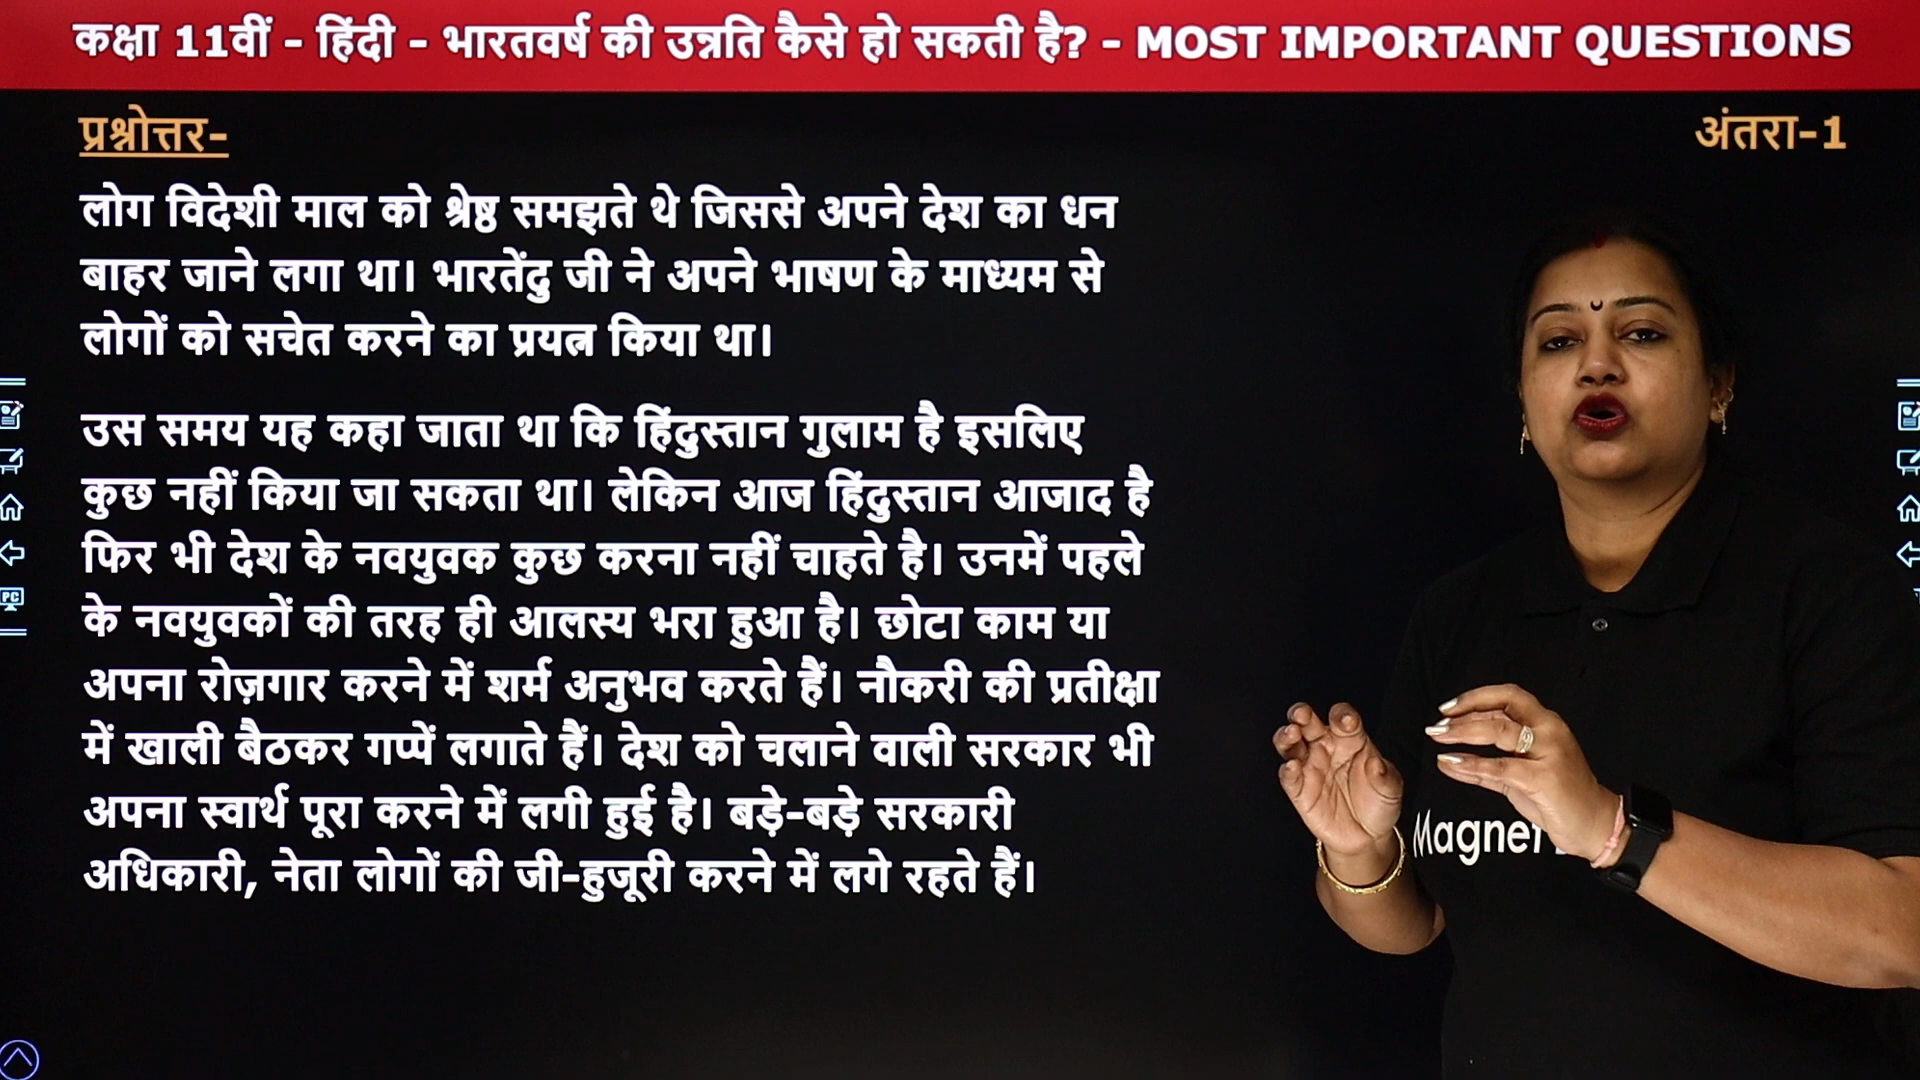 कक्षा 11वीं - हिंदी - भारतवर्ष की उन्नति कैसे हो सकती है? - MOST IMPORTANT QUESTIONS
प्रश्नोत्तर-
अंतरा-1
लोग विदेशी माल को श्रेष्ठ समझते थे जिससे अपने देश का धन
बाहर जाने लगा था। भारतेंदु जी ने अपने भाषण के माध्यम से
लोगों को सचेत करने का प्रयत्न किया था।
उस समय यह कहा जाता था कि हिंदुस्तान गुलाम है इसलिए
कुछ नहीं किया जा सकता था। लेकिन आज हिंदुस्तान आजाद है
फिर भी देश के नवयुवक कुछ करना नहीं चाहते है। उनमें पहले
के नवयुवकों की तरह ही आलस्य भरा हुआ है। छोटा काम या
अपना रोज़गार करने में शर्म अनुभव करते हैं। नौकरी की प्रतीक्षा
में खाली बैठकर गप्पें लगाते हैं। देश को चलाने वाली सरकार भी
अपना स्वार्थ पूरा करने में लगी हुई है। बड़े-बड़े सरकारी
अधिकारी, नेता लोगों की जी-हुजूरी करने में लगे रहते हैं।
PC
Magnet